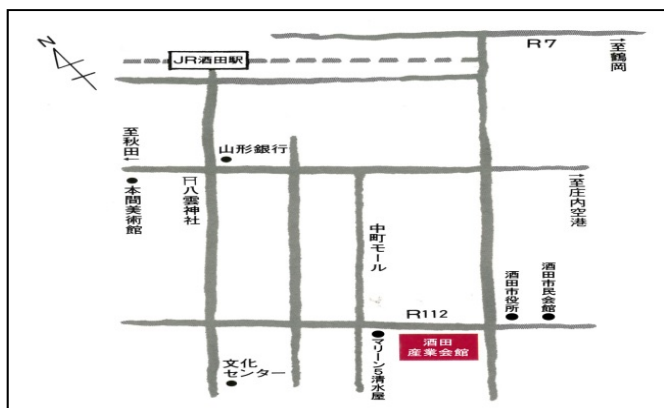 N
R7
→至鶴岡
JR酒田駅
至秋田←
山形銀行
●本間美術館
八雲神社
→至庄内空港
中町モール
酒田市役所
酒田市民会館
R112
マリーン5清水屋
酒田
産業会館
文化
センター